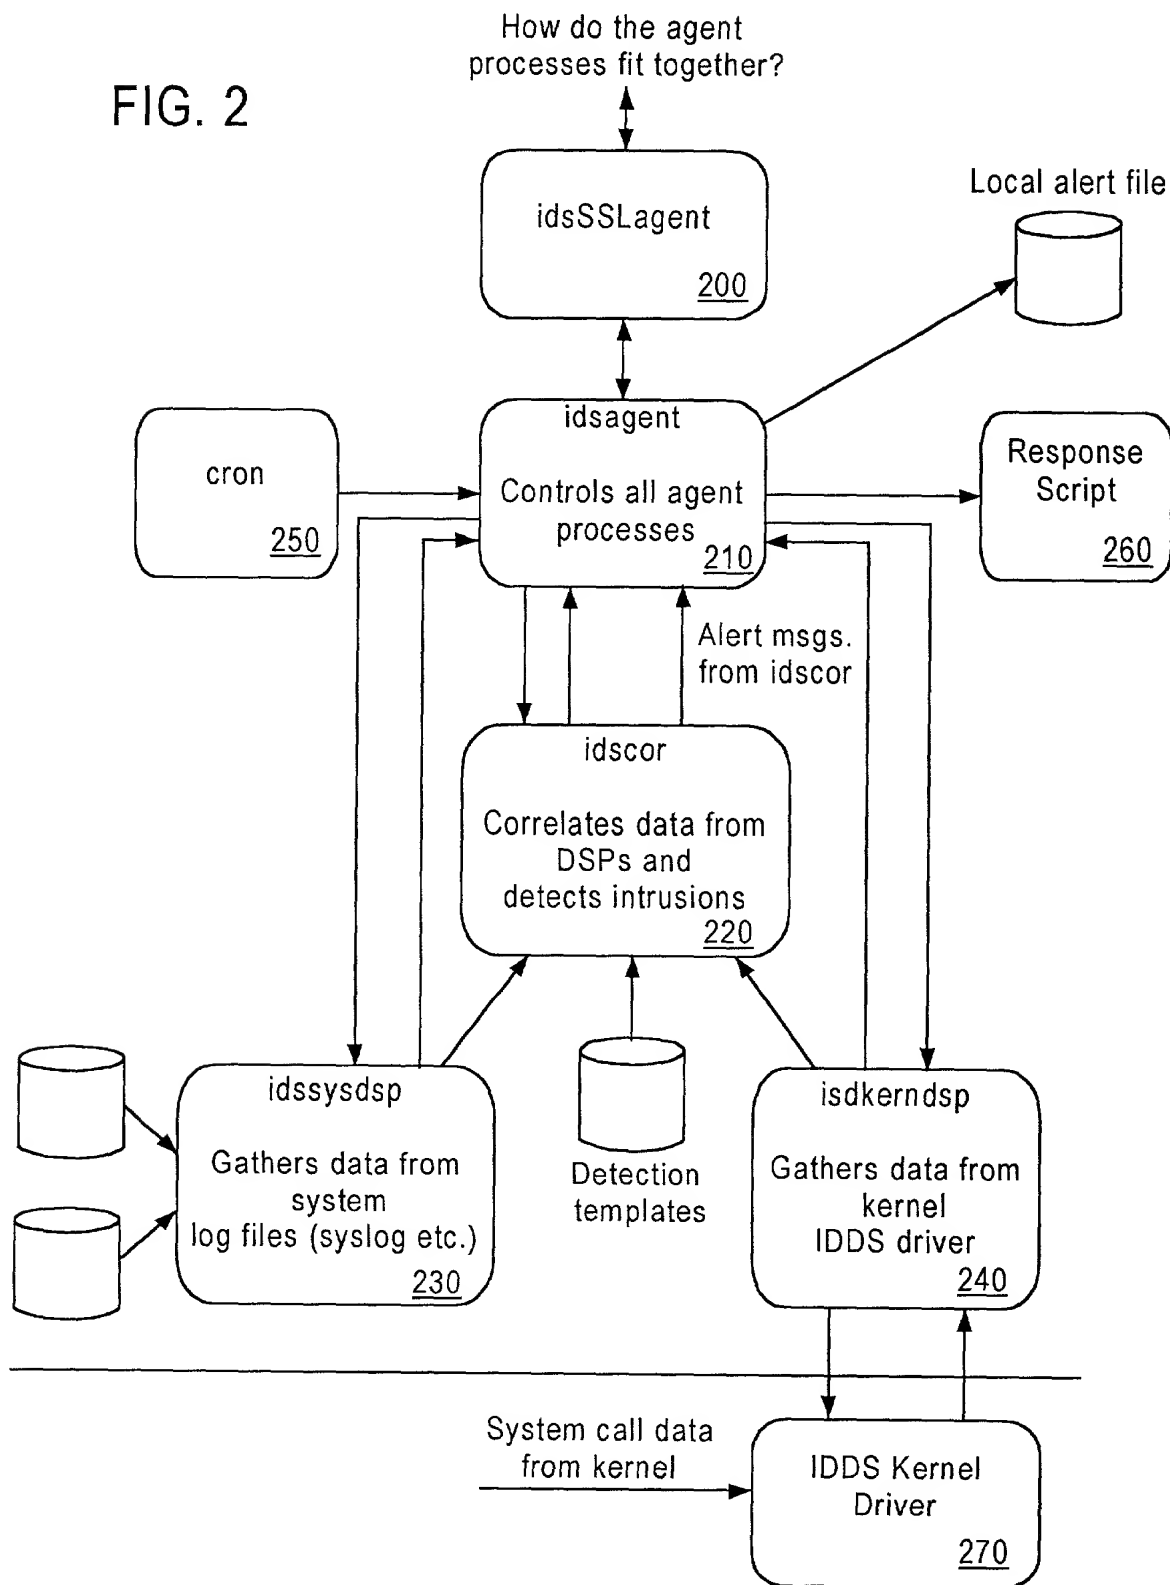 How do the agent
processes fit together?
FIG. 2
idsSSLagent
200
Local alert file
cron
250
idsagent
Controls all agent
processes
210
Response
Script
260
Alert msgs.
from idscor
idscor
Correlates data from
DSPs and
detects intrusions
220
idssysdsp
Gathers data from
system
log files (syslog etc.)
230
Detection
templates
isdkerndsp
Gathers data from
kernel
IDDS driver
240
System call data
from kernel
IDDS Kernel
Driver
270